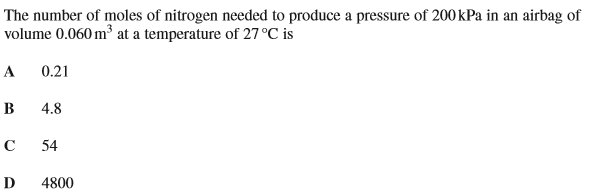 The number of moles of nitrogen needed to produce a pressure of 200 kPa in an airbag of
volume 0.060 m³ at a temperature of 27 °C is
A 0.21
B 4.8
C 54
D 4800